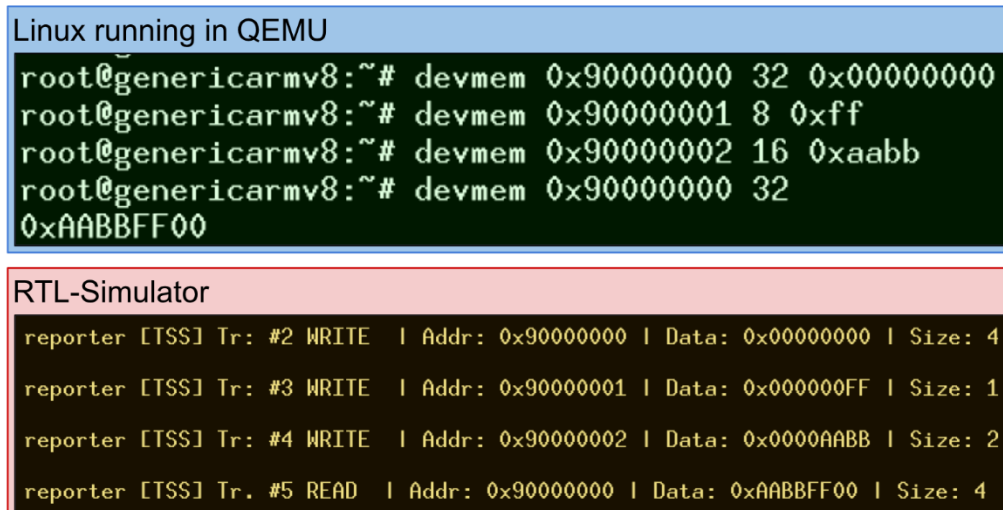 Linux running in QEMU
root@genericarmv8:~# devmem 0x90000000 32 0x00000000
root@genericarmv8:~# devmem 0x90000001 8 0xff
root@genericarmv8:~# devmem 0x90000002 16 0xaabb
root@genericarmv8:~# devmem 0x90000000 32
0xAABBFF00
RTL-Simulator
reporter [TSS] Tr: #2 WRITE | Addr: 0x90000000 | Data: 0x00000000 | Size: 4
reporter [TSS] Tr: #3 WRITE | Addr: 0x90000001 | Data: 0x000000FF | Size: 1
reporter [TSS] Tr: #4 WRITE | Addr: 0x90000002 | Data: 0x0000AABB | Size: 2
reporter [TSS] Tr. #5 READ | Addr: 0x90000000 | Data: 0xAABBFF00 | Size: 4